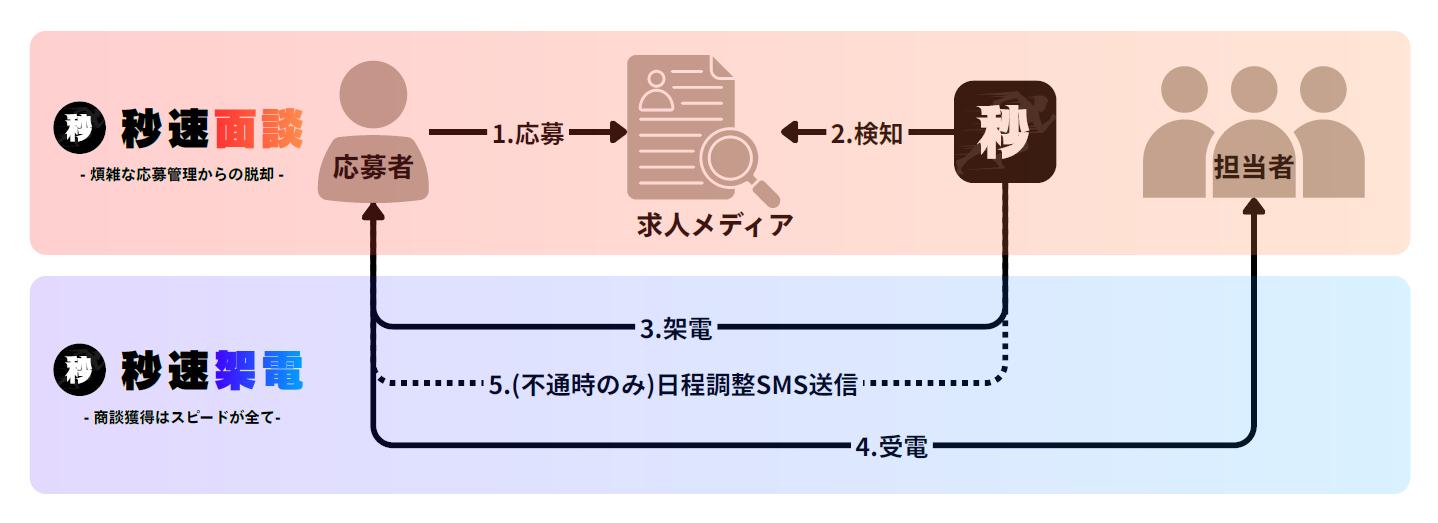 秒
秒速面談
- 煩雑な応募管理からの脱却 -
応募者
1.応募
求人メディア
2.検知
秒
担当者
秒
秒速架電
- 商談獲得はスピードが全て-
3.架電
5.(不通時のみ)日程調整SMS送信
4.受電